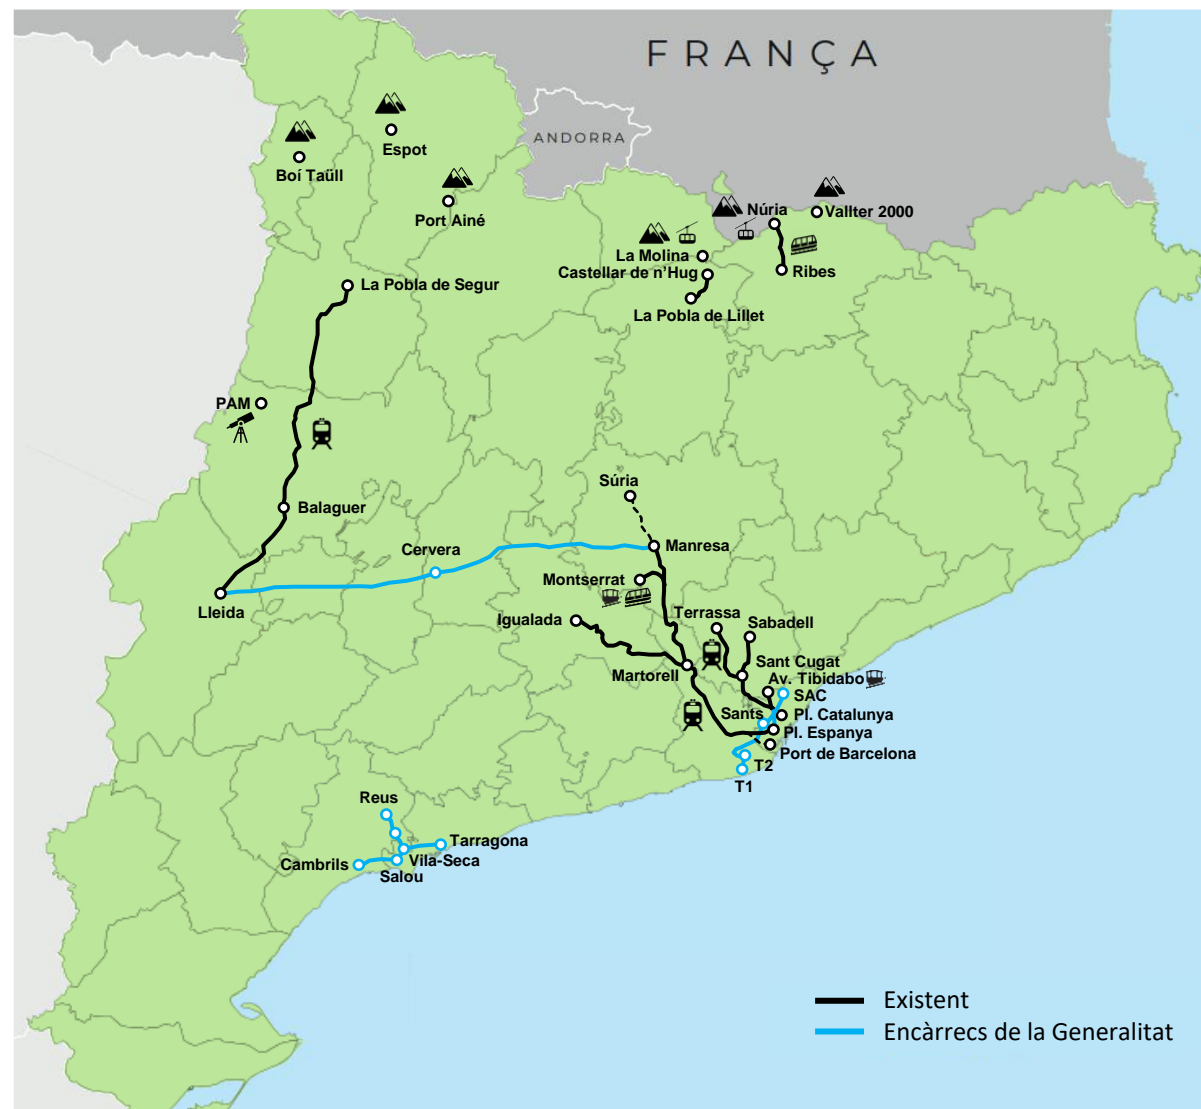 FRANÇA
ANDORRA
Espot
Boí Taüll
Port Ainé
Núria
Vallter 2000
La Molina
Castellar de n'Hug
Ribes
La Pobla de Segur
La Pobla de Lillet
PAM
Súria
Balaguer
Cervera
Manresa
Montserrat
Lleida
Terrassa
Igualada
Sabadell
Sant Cugat
Martorell
Av. Tibidabo
SAC
Sants
Pl. Catalunya
Pl. Espanya
Port de Barcelona
T2
T1
Reus
Tarragona
Vila-Seca
Cambrils
Salou
Existent
Encàrrecs de la Generalitat